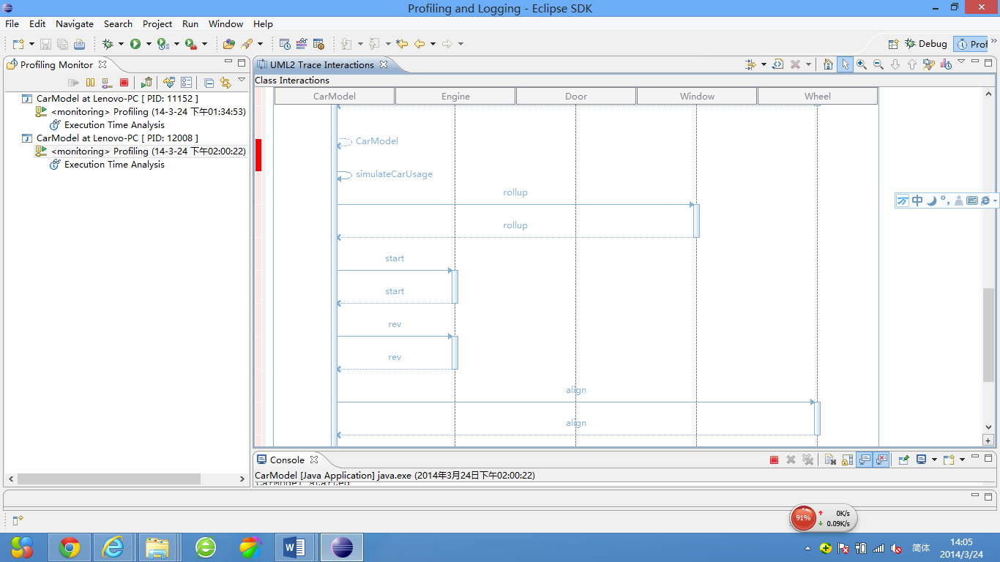 Profiling and Logging - Eclipse SDK
File Edit Navigate Search Project Run Window Help
Debug
Prof
Profiling Monitor
CarModel at Lenovo-PC [ PID: 11152 ]
<monitoring> Profiling (14-3-24 下午01:34:53)
Execution Time Analysis
CarModel at Lenovo-PC [ PID: 12008 ]
<monitoring> Profiling (14-3-24 下午02:00:22)
Execution Time Analysis
UML2 Trace Interactions
Class Interactions
CarModel Engine Door Window Wheel
CarModel
simulateCarUsage
rollup
rollup
start
start
rev
rev
align
align
中
Console
CarModel [Java Application] java.exe (2014年3月24日下午02:00:22)
CarModel started
91%
0K/s
0.09K/s
简体
14:05
2014/3/24